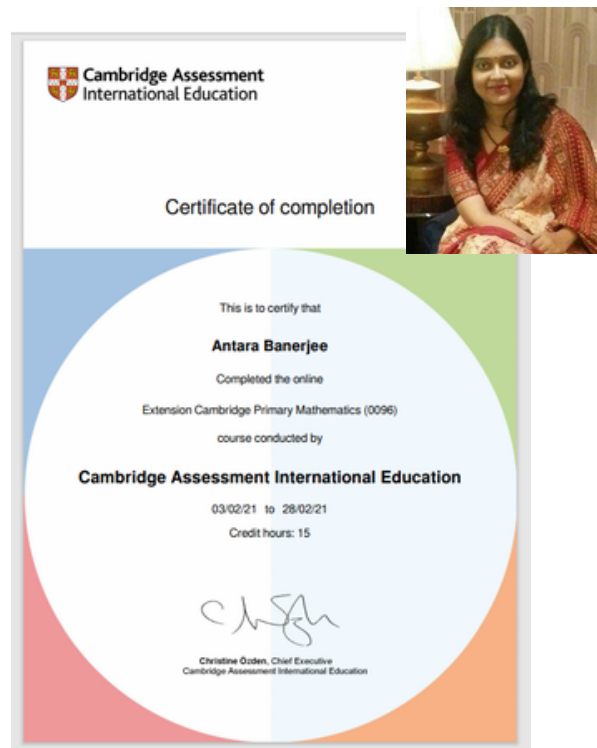 Cambridge Assessment
International Education
Certificate of completion
This is to certify that
Antara Banerjee
Completed the online
Extension Cambridge Primary Mathematics (0096)
course conducted by
Cambridge Assessment International Education
03/02/21 to 28/02/21
Credit hours: 15
Christine Özden, Chief Executive
Cambridge Assessment International Education